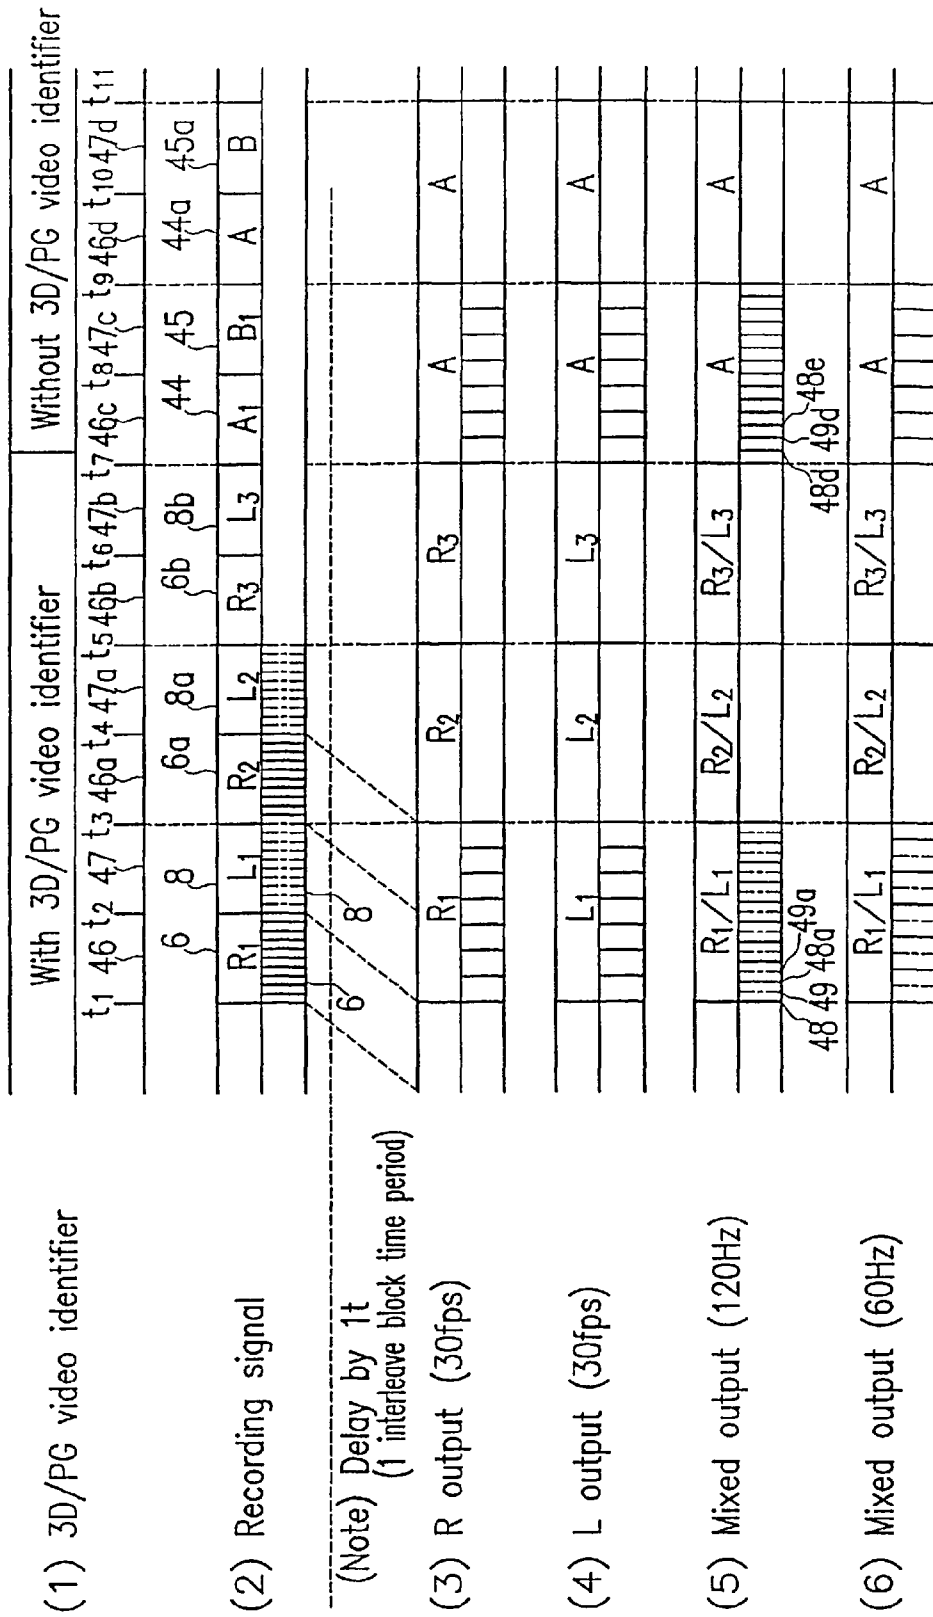 (1) 3D/PG video identifier
With 3D/PG video identifier Without 3D/PG video identifier
t1 46 t2 47 t3 46a t4 47a t5 46b t6 47b t7 46c t8 47c t9 46d t10 47d t11
6 8 6a 8a 6b 8b 44 45 44a 45a
(2) Recording signal
R1 L1 R2 L2 R3 L3 A1 B1 A B
6 8
(Note) Delay by 1t
(1 interleave block time period)
(3) R output (30fps)
R1 R2 R3 A A
(4) L output (30fps)
L1 L2 L3 A A
(5) Mixed output (120Hz)
R1/L1 R2/L2 R3/L3 A A
48 49 48a 49a 48d 49d 48e
(6) Mixed output (60Hz)
R1/L1 R2/L2 R3/L3 A A